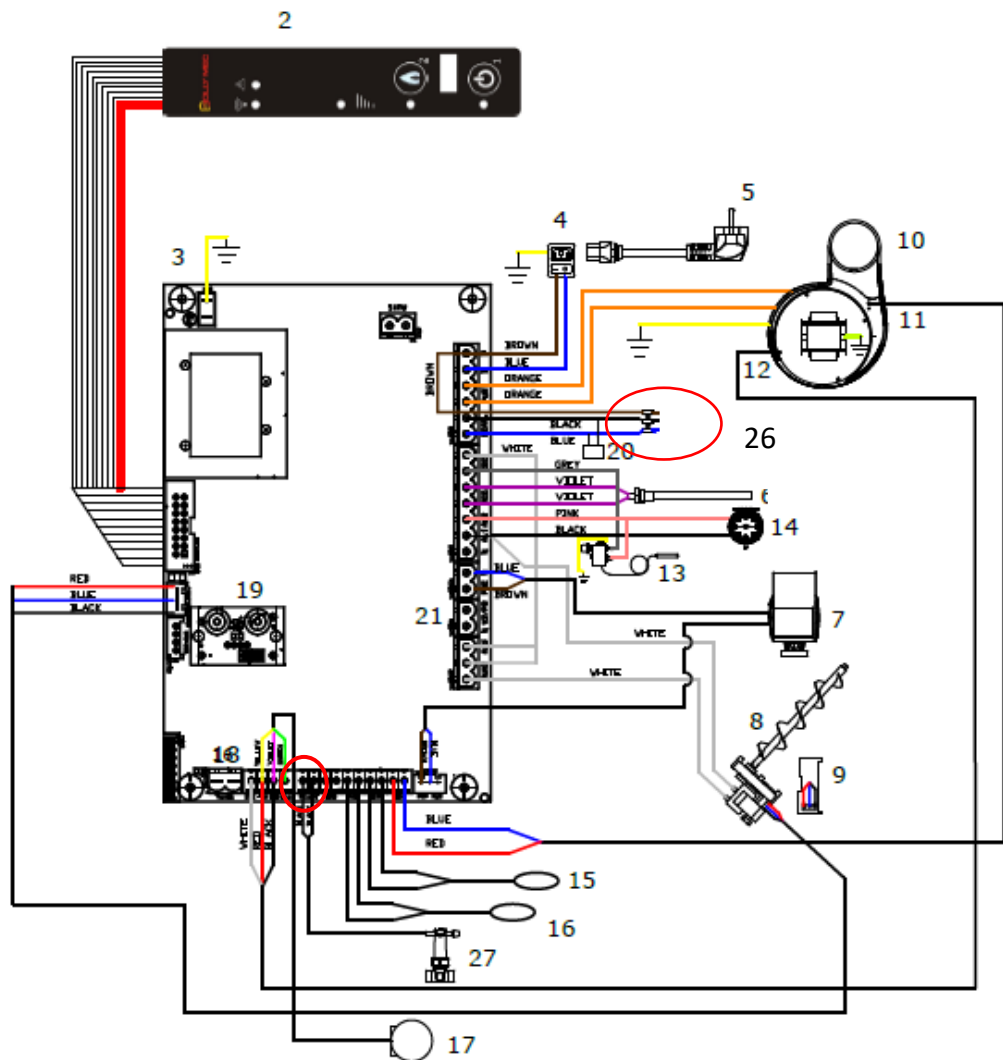 2
5
4
10
3
11
BROWN
BLUE
BROWN
ORANGE
ORANGE
12
BLACK
26
WHITE
BLUE
20
GREY
VIOLET
VIOLET
6
PINK
BLACK
14
13
RED
BLUE
BLUE
BLACK
19
BROWN
21
7
WHITE
WHITE
8
9
18
BLUE
WHITE
RED
BLACK
RED
15
16
27
17